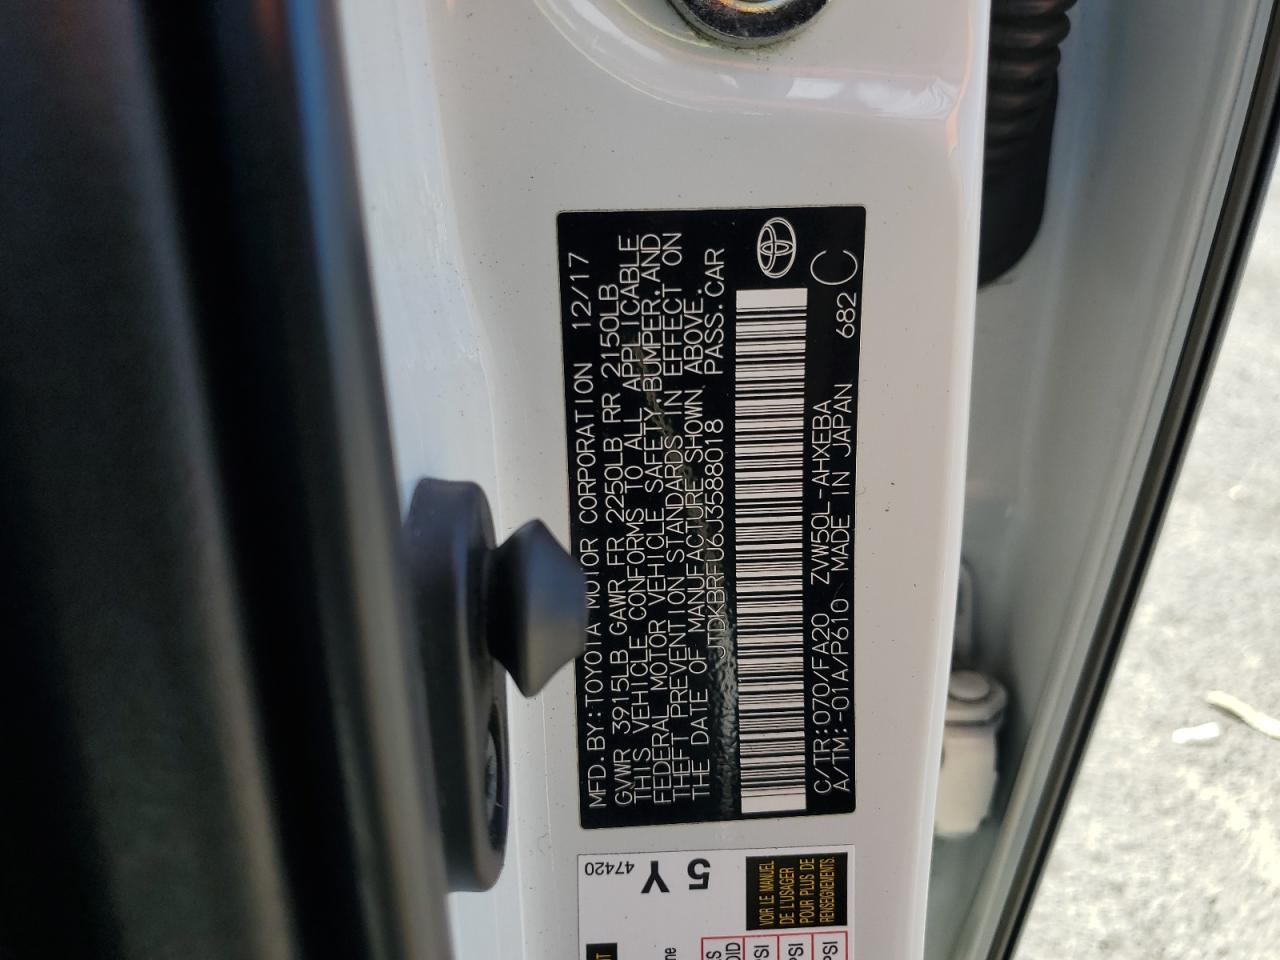 MFD.BY:TOYOTA MOTOR CORPORATION 12/17
GVWR 3915LB GAWR FR 2250LB RR 2150LB
THIS VEHICLE CONFORMS TO ALL APPLICABLE
FEDERAL MOTOR VEHICLE SAFETY,BUMPER,AND
THEFT PREVENTION STANDARDS IN EFFECT ON
THE DATE OF MANUFACTURE SHOWN ABOVE.
JTDKBRFU6J3588018 PASS.CAR
C/TR:070/FA20 ZVW50L-AHXEBA
A/TM:-01A/P610 MADE IN JAPAN 682 C
47420
5Y
VOIR LE MANUEL
DE L'USAGER
POUR PLUS DE
RENSEIGNEMENTS.
PSI
PSI
PSI